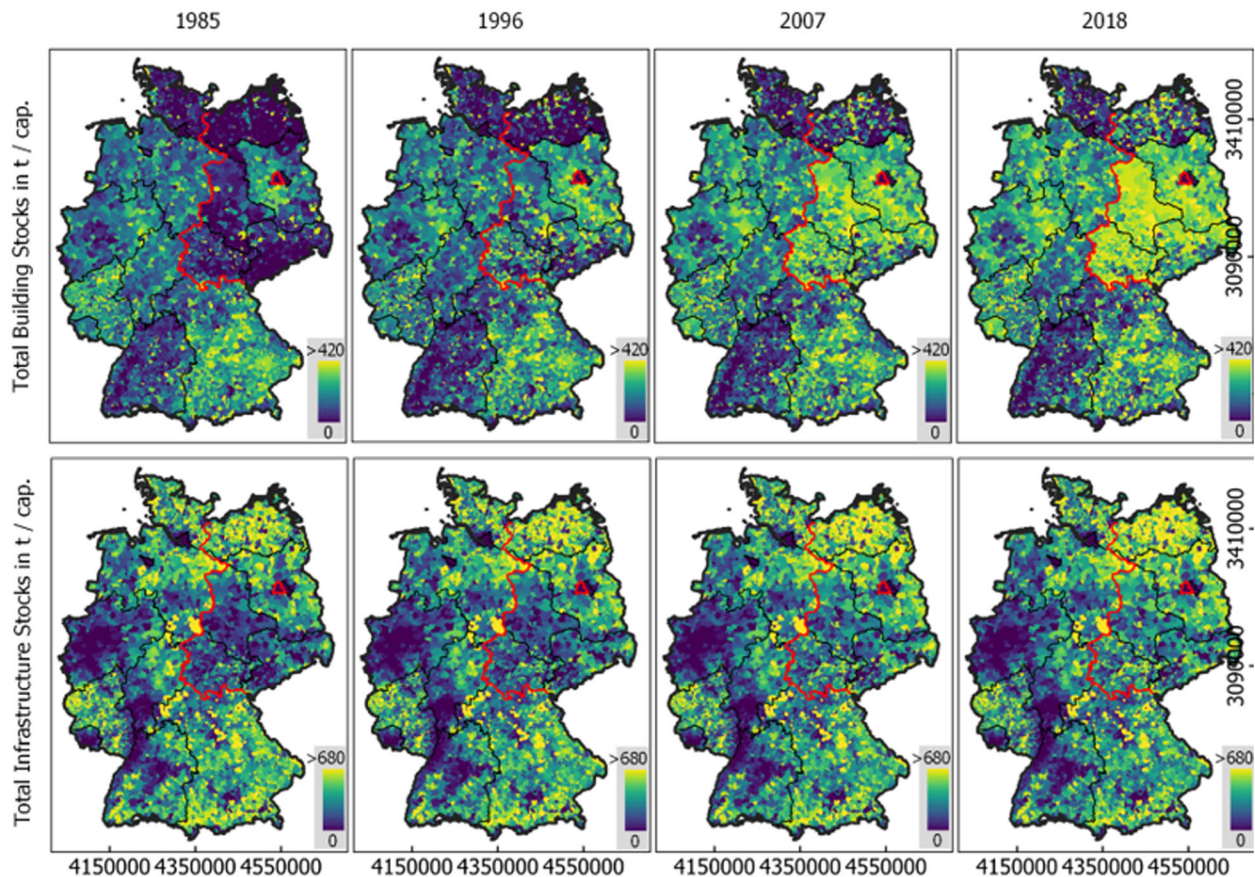 1985 1996 2007 2018
Total Building Stocks in t / cap.
>420 >420 >420 >420
0 0 0 0
3410000
3090000
Total Infrastructure Stocks in t / cap.
>680 >680 >680 >680
0 0 0 0
3410000
3090000
4150000 4350000 4550000 4150000 4350000 4550000 4150000 4350000 4550000 4150000 4350000 4550000